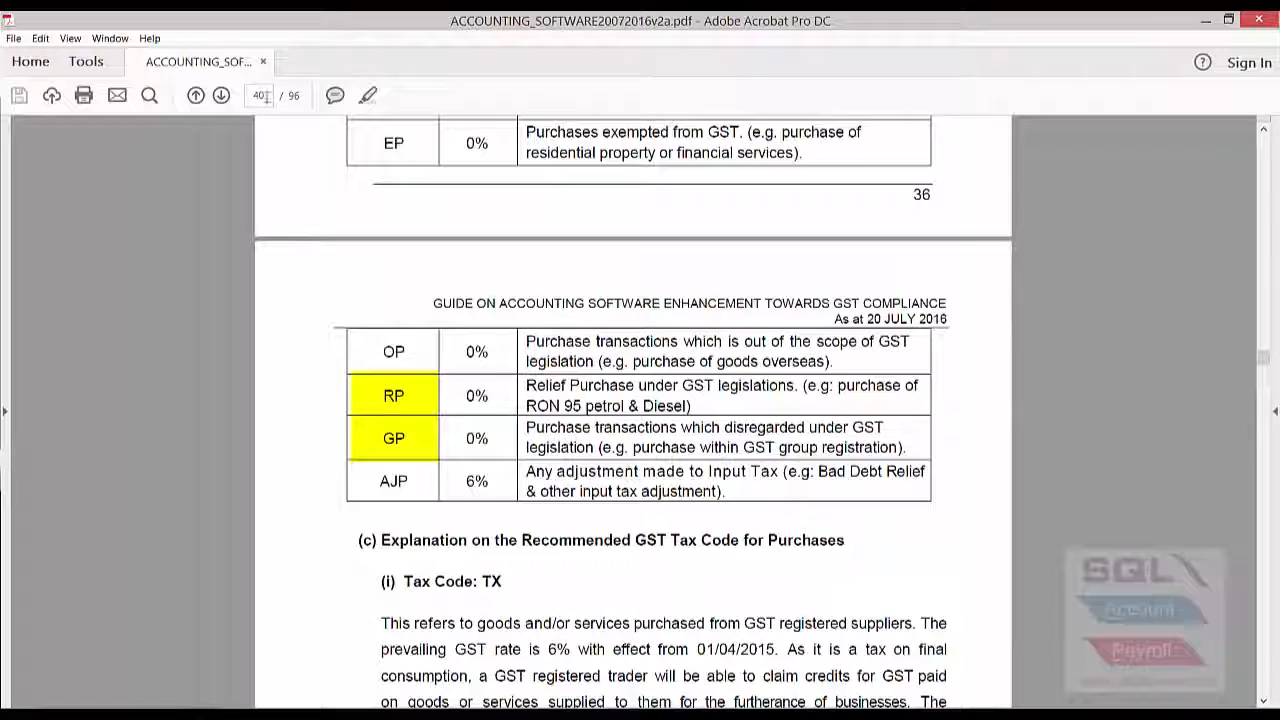 ACCOUNTING_SOFTWARE20072016v2a.pdf - Adobe Acrobat Pro DC
File Edit View Window Help
Home Tools ACCOUNTING_SOF... × Sign In
40 / 96
EP 0% Purchases exempted from GST. (e.g. purchase of
residential property or financial services).
36
GUIDE ON ACCOUNTING SOFTWARE ENHANCEMENT TOWARDS GST COMPLIANCE
As at 20 JULY 2016
OP 0% Purchase transactions which is out of the scope of GST
legislation (e.g. purchase of goods overseas).
RP 0% Relief Purchase under GST legislations. (e.g: purchase of
RON 95 petrol & Diesel)
GP 0% Purchase transactions which disregarded under GST
legislation (e.g. purchase within GST group registration).
AJP 6% Any adjustment made to Input Tax (e.g: Bad Debt Relief
& other input tax adjustment).
(c) Explanation on the Recommended GST Tax Code for Purchases
(i) Tax Code: TX
This refers to goods and/or services purchased from GST registered suppliers. The
prevailing GST rate is 6% with effect from 01/04/2015. As it is a tax on final
consumption, a GST registered trader will be able to claim credits for GST paid
on goods or services supplied to them for the furtherance of businesses. The
SQL
Account
Payroll